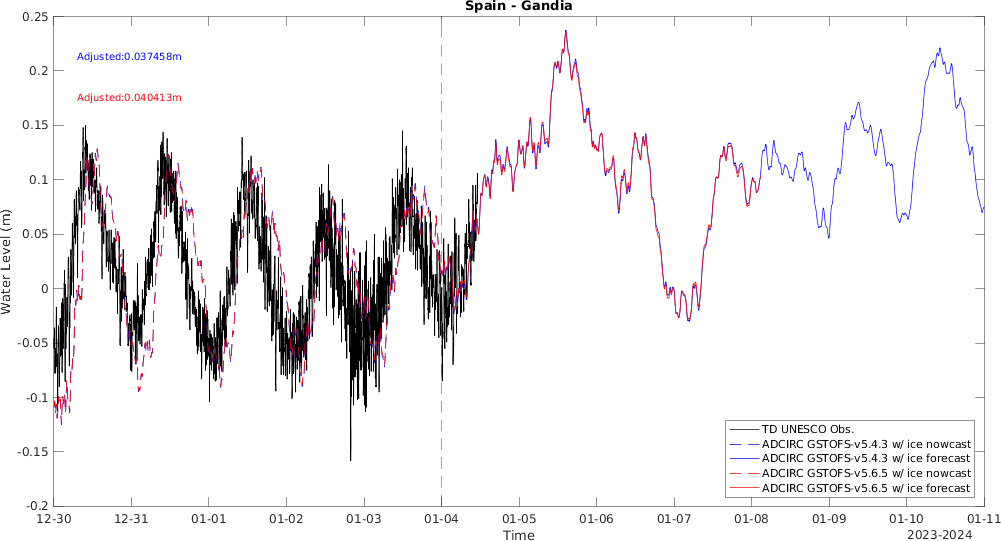 Spain - Gandia
Adjusted:0.037458m
Adjusted:0.040413m
Water Level (m)
0.25
0.2
0.15
0.1
0.05
0
-0.05
-0.1
-0.15
-0.2
12-30 12-31 01-01 01-02 01-03 01-04 01-05 01-06 01-07 01-08 01-09 01-10 01-11
Time
2023-2024
TD UNESCO Obs.
ADCIRC GSTOFS-v5.4.3 w/ ice nowcast
ADCIRC GSTOFS-v5.4.3 w/ ice forecast
ADCIRC GSTOFS-v5.6.5 w/ ice nowcast
ADCIRC GSTOFS-v5.6.5 w/ ice forecast